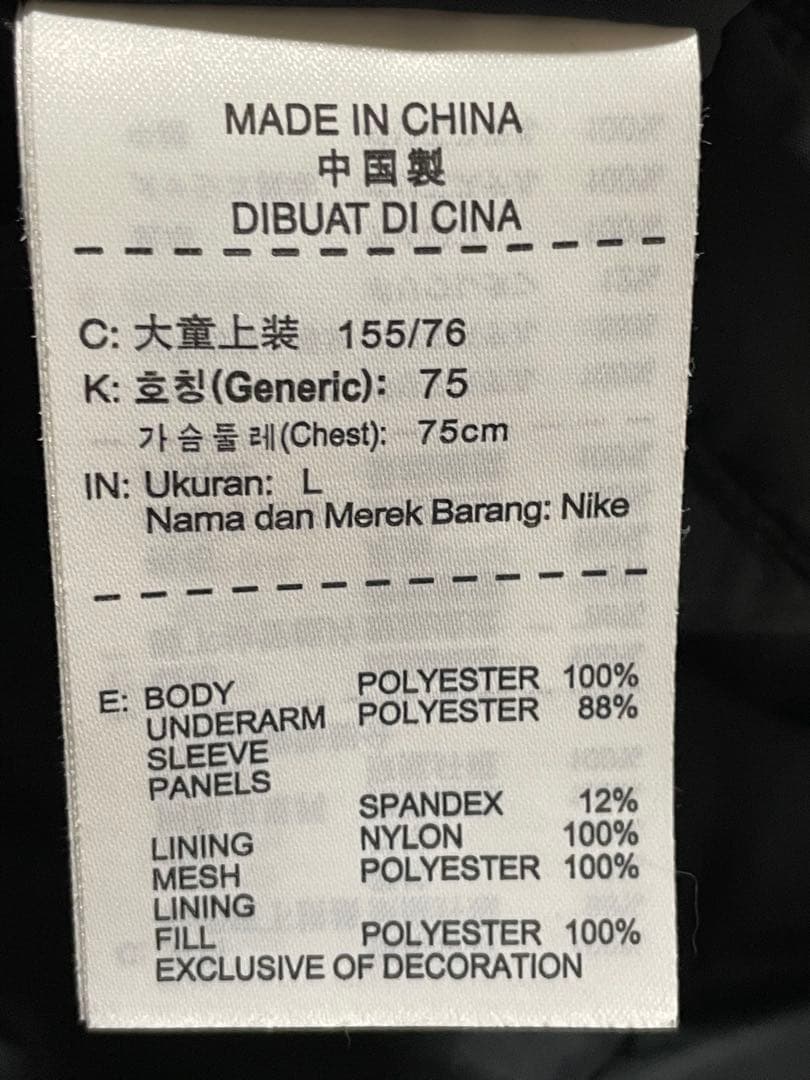 MADE IN CHINA
中国製
DIBUAT DI CINA
C: 大童上装 155/76
K: 호칭(Generic): 75
가슴둘레(Chest): 75cm
IN: Ukuran: L
Nama dan Merek Barang: Nike
E: BODY POLYESTER 100%
UNDERARM POLYESTER 88%
SLEEVE
PANELS
SPANDEX 12%
LINING NYLON 100%
MESH POLYESTER 100%
LINING
FILL POLYESTER 100%
EXCLUSIVE OF DECORATION